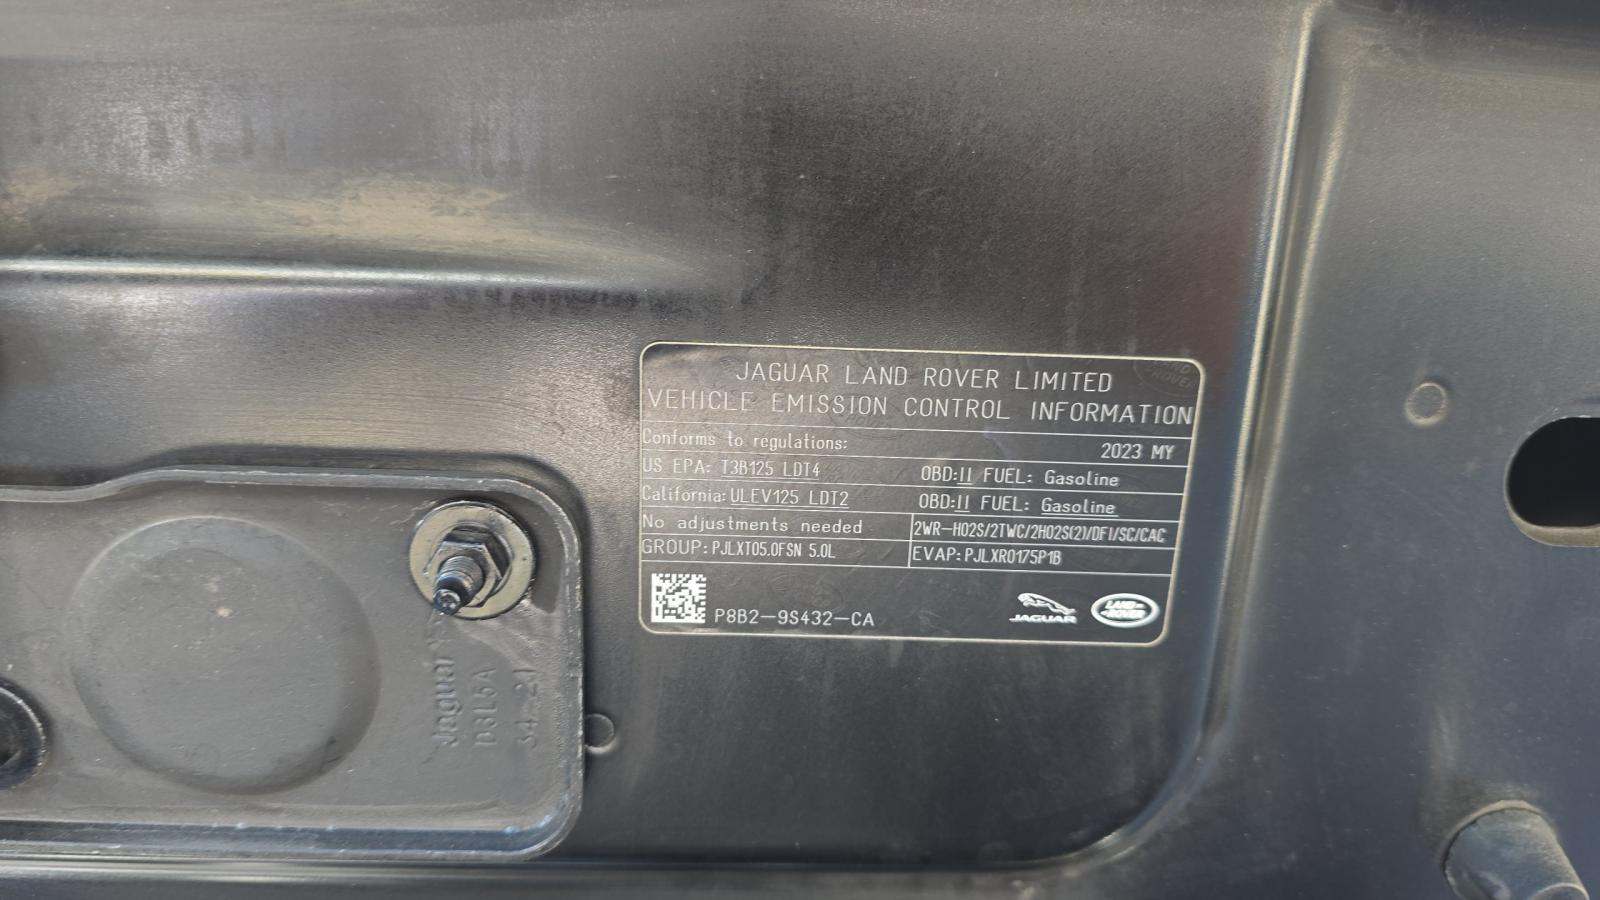 JAGUAR LAND ROVER LIMITED
VEHICLE EMISSION CONTROL INFORMATION
Conforms to regulations: 2023 MY
US EPA: T3B125 LDT4 OBD:II FUEL: Gasoline
California: ULEV125 LDT2 OBD:II FUEL: Gasoline
No adjustments needed 2WR-HO2S/2TWC/2HO2S(2)/DFI/SC/CAC
GROUP: PJLXT05.0FSN 5.0L EVAP: PJLXR0175P1B
P8B2-9S432-CA
JAGUAR LAND ROVER
Jaguar
34-21